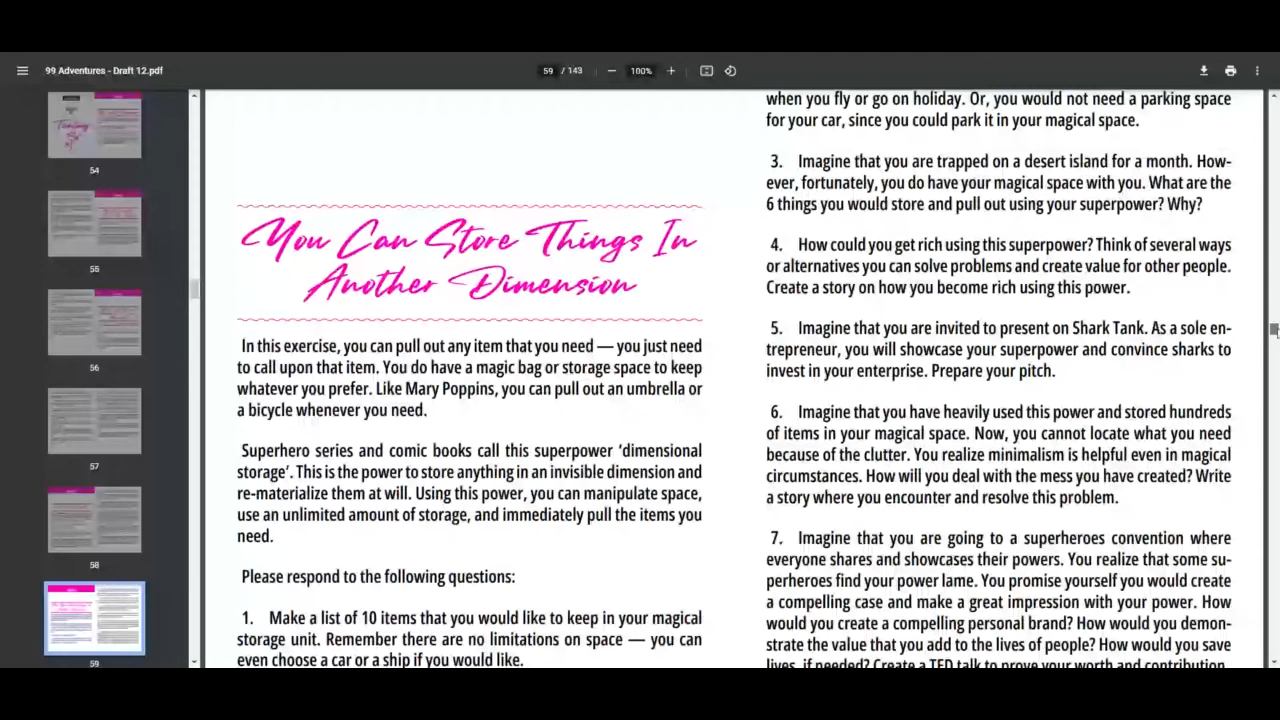 99 Adventures - Draft 12.pdf
59 / 143
100%
54
55
56
57
58
59
You Can Store Things In
Another Dimension
In this exercise, you can pull out any item that you need — you just need
to call upon that item. You do have a magic bag or storage space to keep
whatever you prefer. Like Mary Poppins, you can pull out an umbrella or
a bicycle whenever you need.
Superhero series and comic books call this superpower ‘dimensional
storage’. This is the power to store anything in an invisible dimension and
re-materialize them at will. Using this power, you can manipulate space,
use an unlimited amount of storage, and immediately pull the items you
need.
Please respond to the following questions:
1. Make a list of 10 items that you would like to keep in your magical
storage unit. Remember there are no limitations on space — you can
even choose a car or a ship if you would like.
when you fly or go on holiday. Or, you would not need a parking space
for your car, since you could park it in your magical space.
3. Imagine that you are trapped on a desert island for a month. How-
ever, fortunately, you do have your magical space with you. What are the
6 things you would store and pull out using your superpower? Why?
4. How could you get rich using this superpower? Think of several ways
or alternatives you can solve problems and create value for other people.
Create a story on how you become rich using this power.
5. Imagine that you are invited to present on Shark Tank. As a sole en-
trepreneur, you will showcase your superpower and convince sharks to
invest in your enterprise. Prepare your pitch.
6. Imagine that you have heavily used this power and stored hundreds
of items in your magical space. Now, you cannot locate what you need
because of the clutter. You realize minimalism is helpful even in magical
circumstances. How will you deal with the mess you have created? Write
a story where you encounter and resolve this problem.
7. Imagine that you are going to a superheroes convention where
everyone shares and showcases their powers. You realize that some su-
perheroes find your power lame. You promise yourself you would create
a compelling case and make a great impression with your power. How
would you create a compelling personal brand? How would you demon-
strate the value that you add to the lives of people? How would you save
lives, if needed? Create a TED talk to prove your worth and contribution.